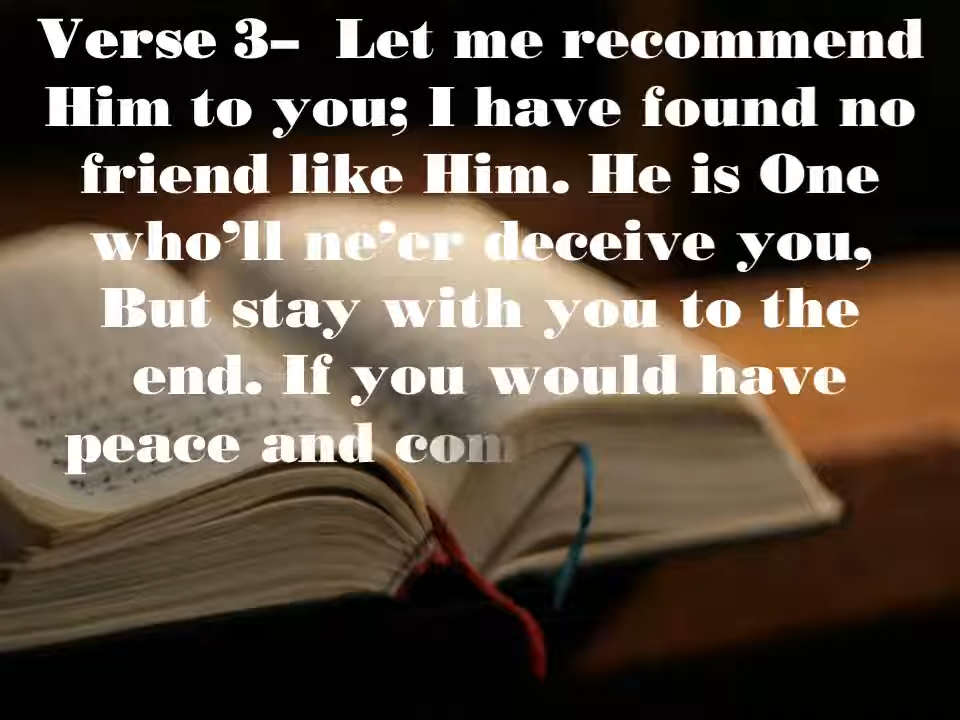 Verse 3– Let me recommend
Him to you; I have found no
friend like Him. He is One
who’ll ne’er deceive you,
But stay with you to the
end. If you would have
peace and com